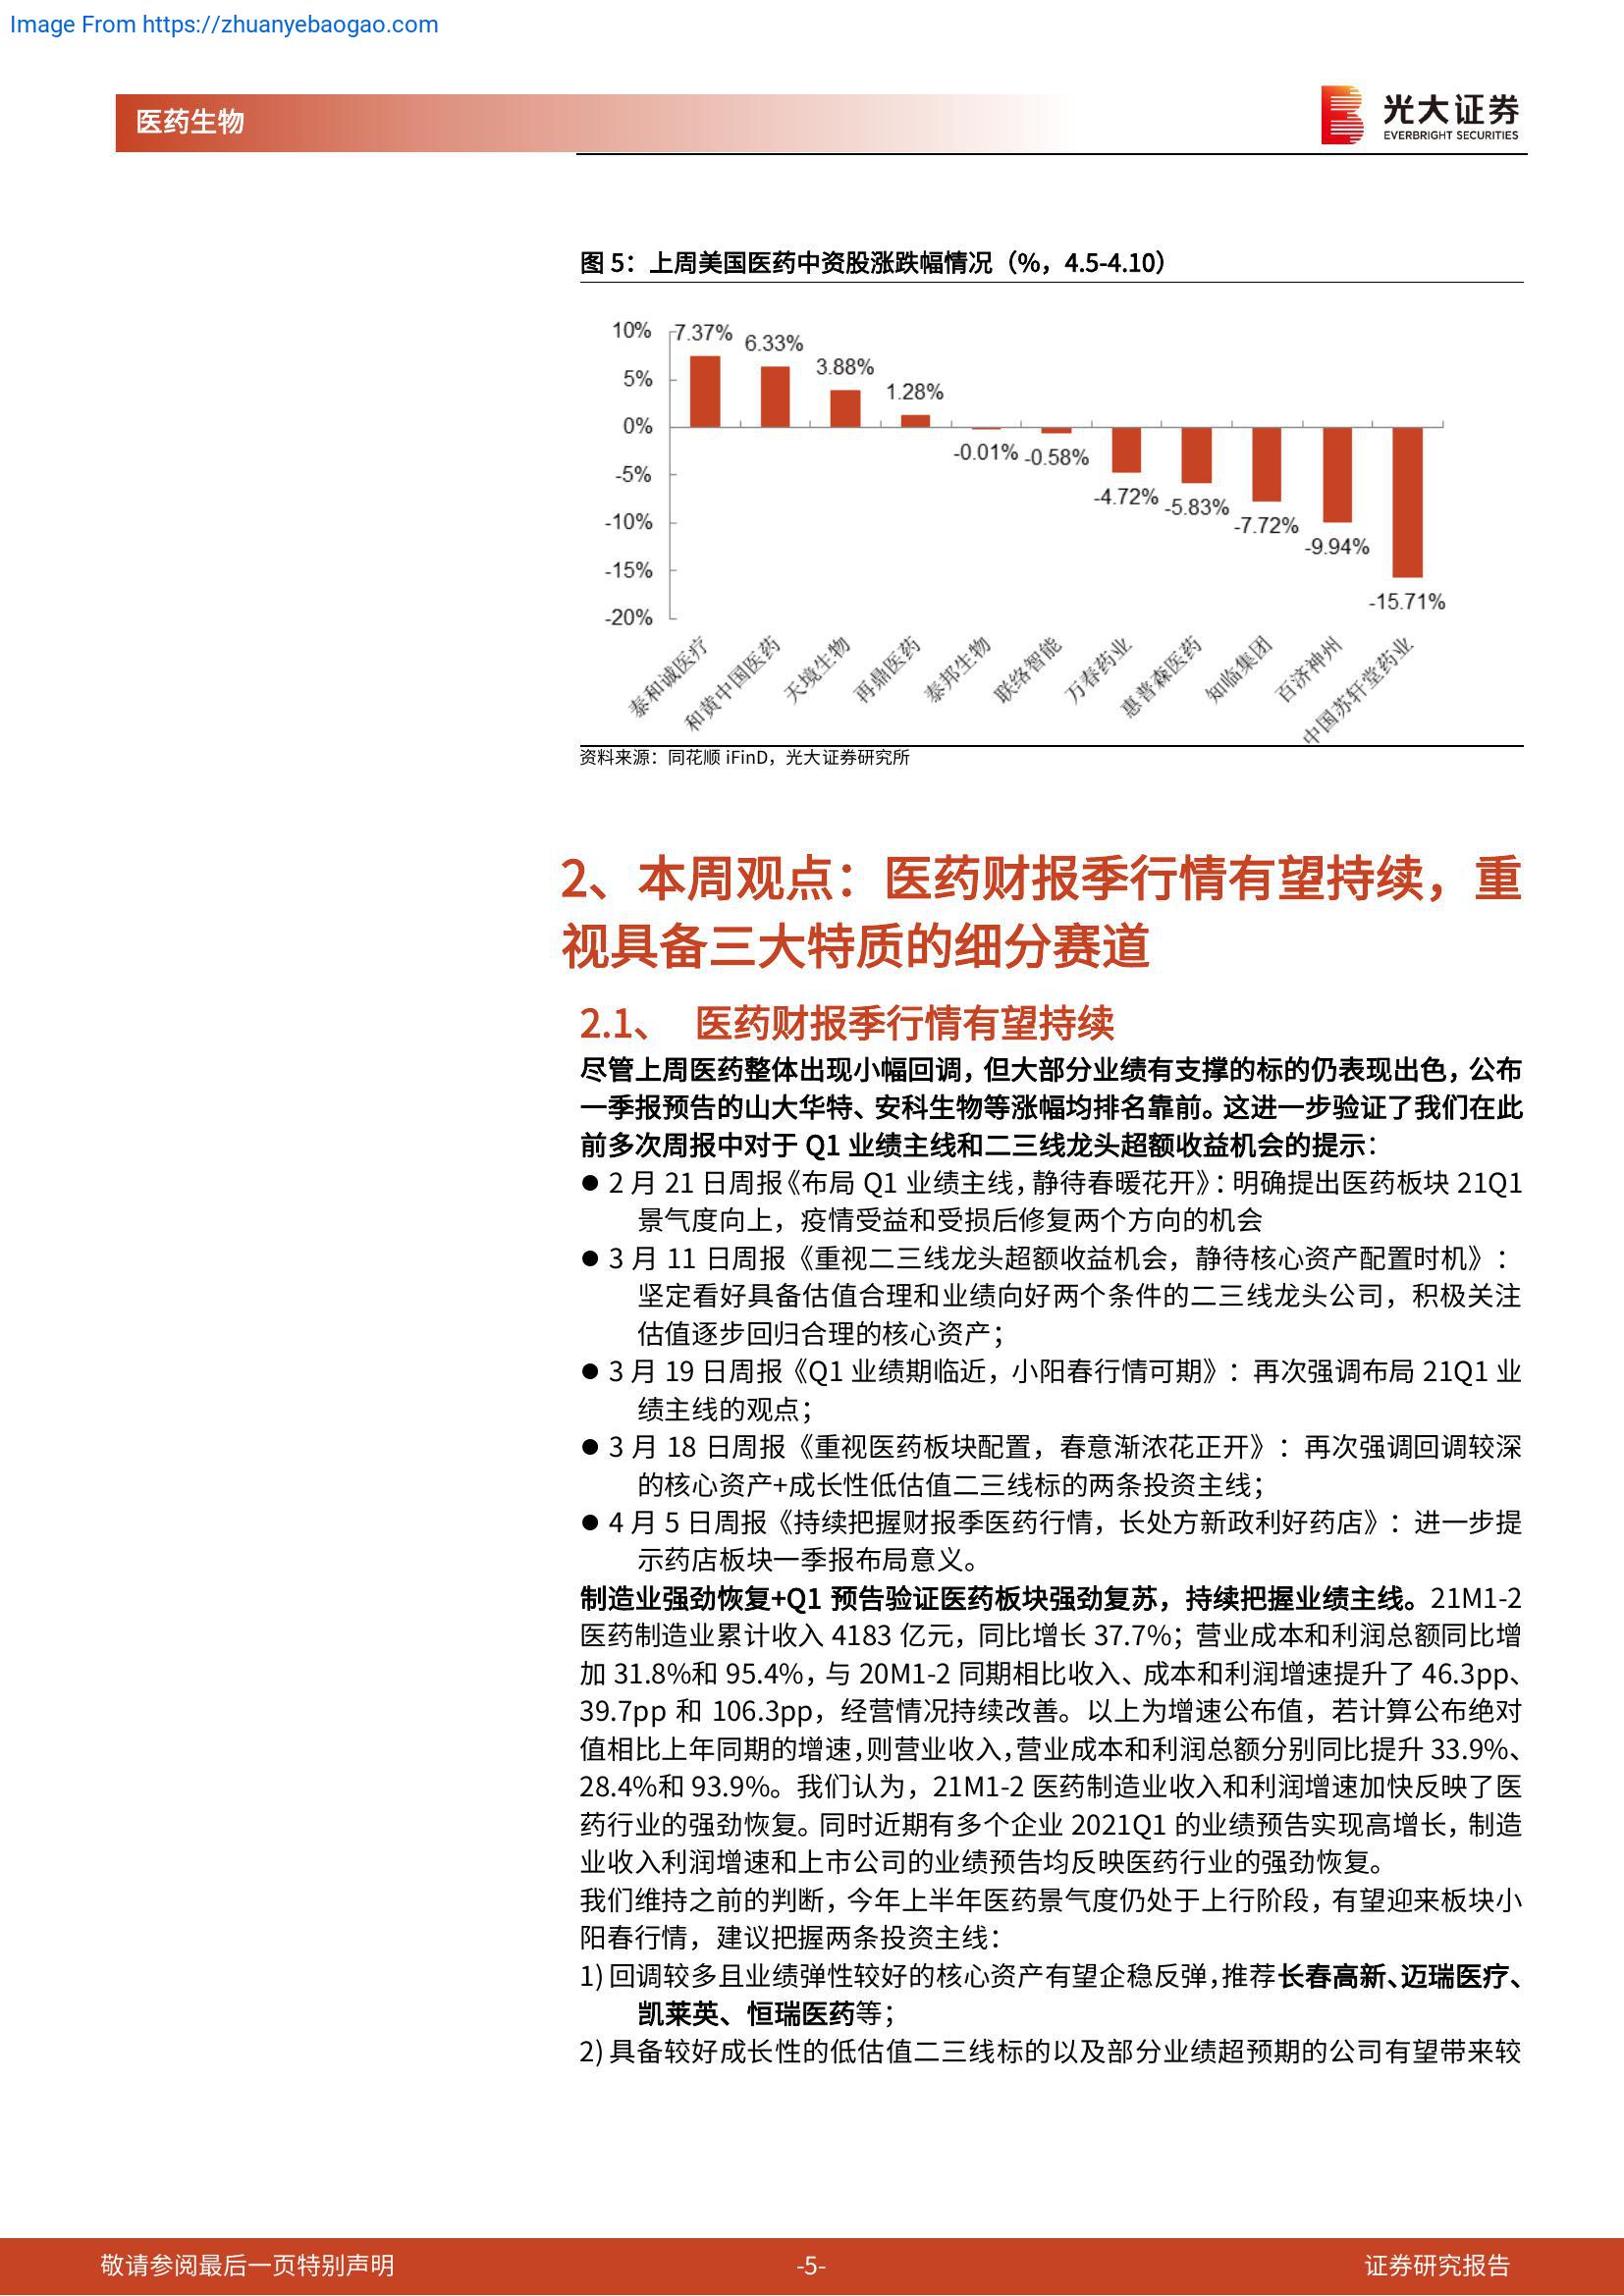 Image From https://zhuanyebaogao.com
医药生物
光大证券
EVERBRIGHT SECURITIES
图 5：上周美国医药中资股涨跌幅情况（%，4.5-4.10）
10%
5%
0%
-5%
-10%
-15%
-20%
7.37%
6.33%
3.88%
1.28%
-0.01%
-0.58%
-4.72%
-5.83%
-7.72%
-9.94%
-15.71%
泰和诚医疗
和黄中国医药
天境生物
再鼎医药
泰邦生物
联络智能
万春药业
惠普森医药
知临集团
百济神州
中国苏轩堂药业
资料来源：同花顺 iFinD，光大证券研究所
2、本周观点：医药财报季行情有望持续，重
视具备三大特质的细分赛道
2.1、 医药财报季行情有望持续
尽管上周医药整体出现小幅回调，但大部分业绩有支撑的标的仍表现出色，公布
一季报预告的山大华特、安科生物等涨幅均排名靠前。这进一步验证了我们在此
前多次周报中对于 Q1 业绩主线和二三线龙头超额收益机会的提示：
● 2 月 21 日周报《布局 Q1 业绩主线，静待春暖花开》：明确提出医药板块 21Q1
景气度向上，疫情受益和受损后修复两个方向的机会
● 3 月 11 日周报《重视二三线龙头超额收益机会，静待核心资产配置时机》：
坚定看好具备估值合理和业绩向好两个条件的二三线龙头公司，积极关注
估值逐步回归合理的核心资产；
● 3 月 19 日周报《Q1 业绩期临近，小阳春行情可期》：再次强调布局 21Q1 业
绩主线的观点；
● 3 月 18 日周报《重视医药板块配置，春意渐浓花正开》：再次强调回调较深
的核心资产+成长性低估值二三线标的两条投资主线；
● 4 月 5 日周报《持续把握财报季医药行情，长处方新政利好药店》：进一步提
示药店板块一季报布局意义。
制造业强劲恢复+Q1 预告验证医药板块强劲复苏，持续把握业绩主线。21M1-2
医药制造业累计收入 4183 亿元，同比增长 37.7%；营业成本和利润总额同比增
加 31.8%和 95.4%，与 20M1-2 同期相比收入、成本和利润增速提升了 46.3pp、
39.7pp 和 106.3pp，经营情况持续改善。以上为增速公布值，若计算公布绝对
值相比上年同期的增速，则营业收入，营业成本和利润总额分别同比提升 33.9%、
28.4%和 93.9%。我们认为，21M1-2 医药制造业收入和利润增速加快反映了医
药行业的强劲恢复。同时近期有多个企业 2021Q1 的业绩预告实现高增长，制造
业收入利润增速和上市公司的业绩预告均反映医药行业的强劲恢复。
我们维持之前的判断，今年上半年医药景气度仍处于上行阶段，有望迎来板块小
阳春行情，建议把握两条投资主线：
1) 回调较多且业绩弹性较好的核心资产有望企稳反弹，推荐长春高新、迈瑞医疗、
凯莱英、恒瑞医药等；
2) 具备较好成长性的低估值二三线标的以及部分业绩超预期的公司有望带来较
敬请参阅最后一页特别声明
-5-
证券研究报告